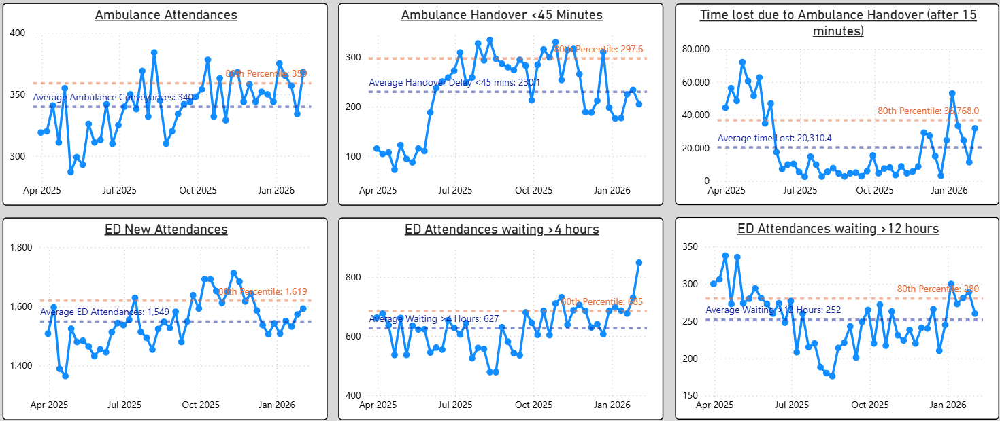 Ambulance Attendances
400
350
300
80th Percentile: 359
Average Ambulance Conveyances: 340
Apr 2025
Jul 2025
Oct 2025
Jan 2026
Ambulance Handover <45 Minutes
300
200
100
80th Percentile: 297.6
Average Handover Delay <45 mins: 230.1
Apr 2025
Jul 2025
Oct 2025
Jan 2026
Time lost due to Ambulance Handover (after 15
minutes)
80,000
60,000
40,000
20,000
0
80th Percentile: 36,768.0
Average time Lost: 20,310.4
Apr 2025
Jul 2025
Oct 2025
Jan 2026
ED New Attendances
1,800
1,600
1,400
80th Percentile: 1,619
Average ED Attendances: 1,549
Apr 2025
Jul 2025
Oct 2025
Jan 2026
ED Attendances waiting >4 hours
800
600
400
80th Percentile: 685
Average Waiting >4 Hours: 627
Apr 2025
Jul 2025
Oct 2025
Jan 2026
ED Attendances waiting >12 hours
350
300
250
200
150
80th Percentile: 280
Average Waiting >12 Hours: 252
Apr 2025
Jul 2025
Oct 2025
Jan 2026